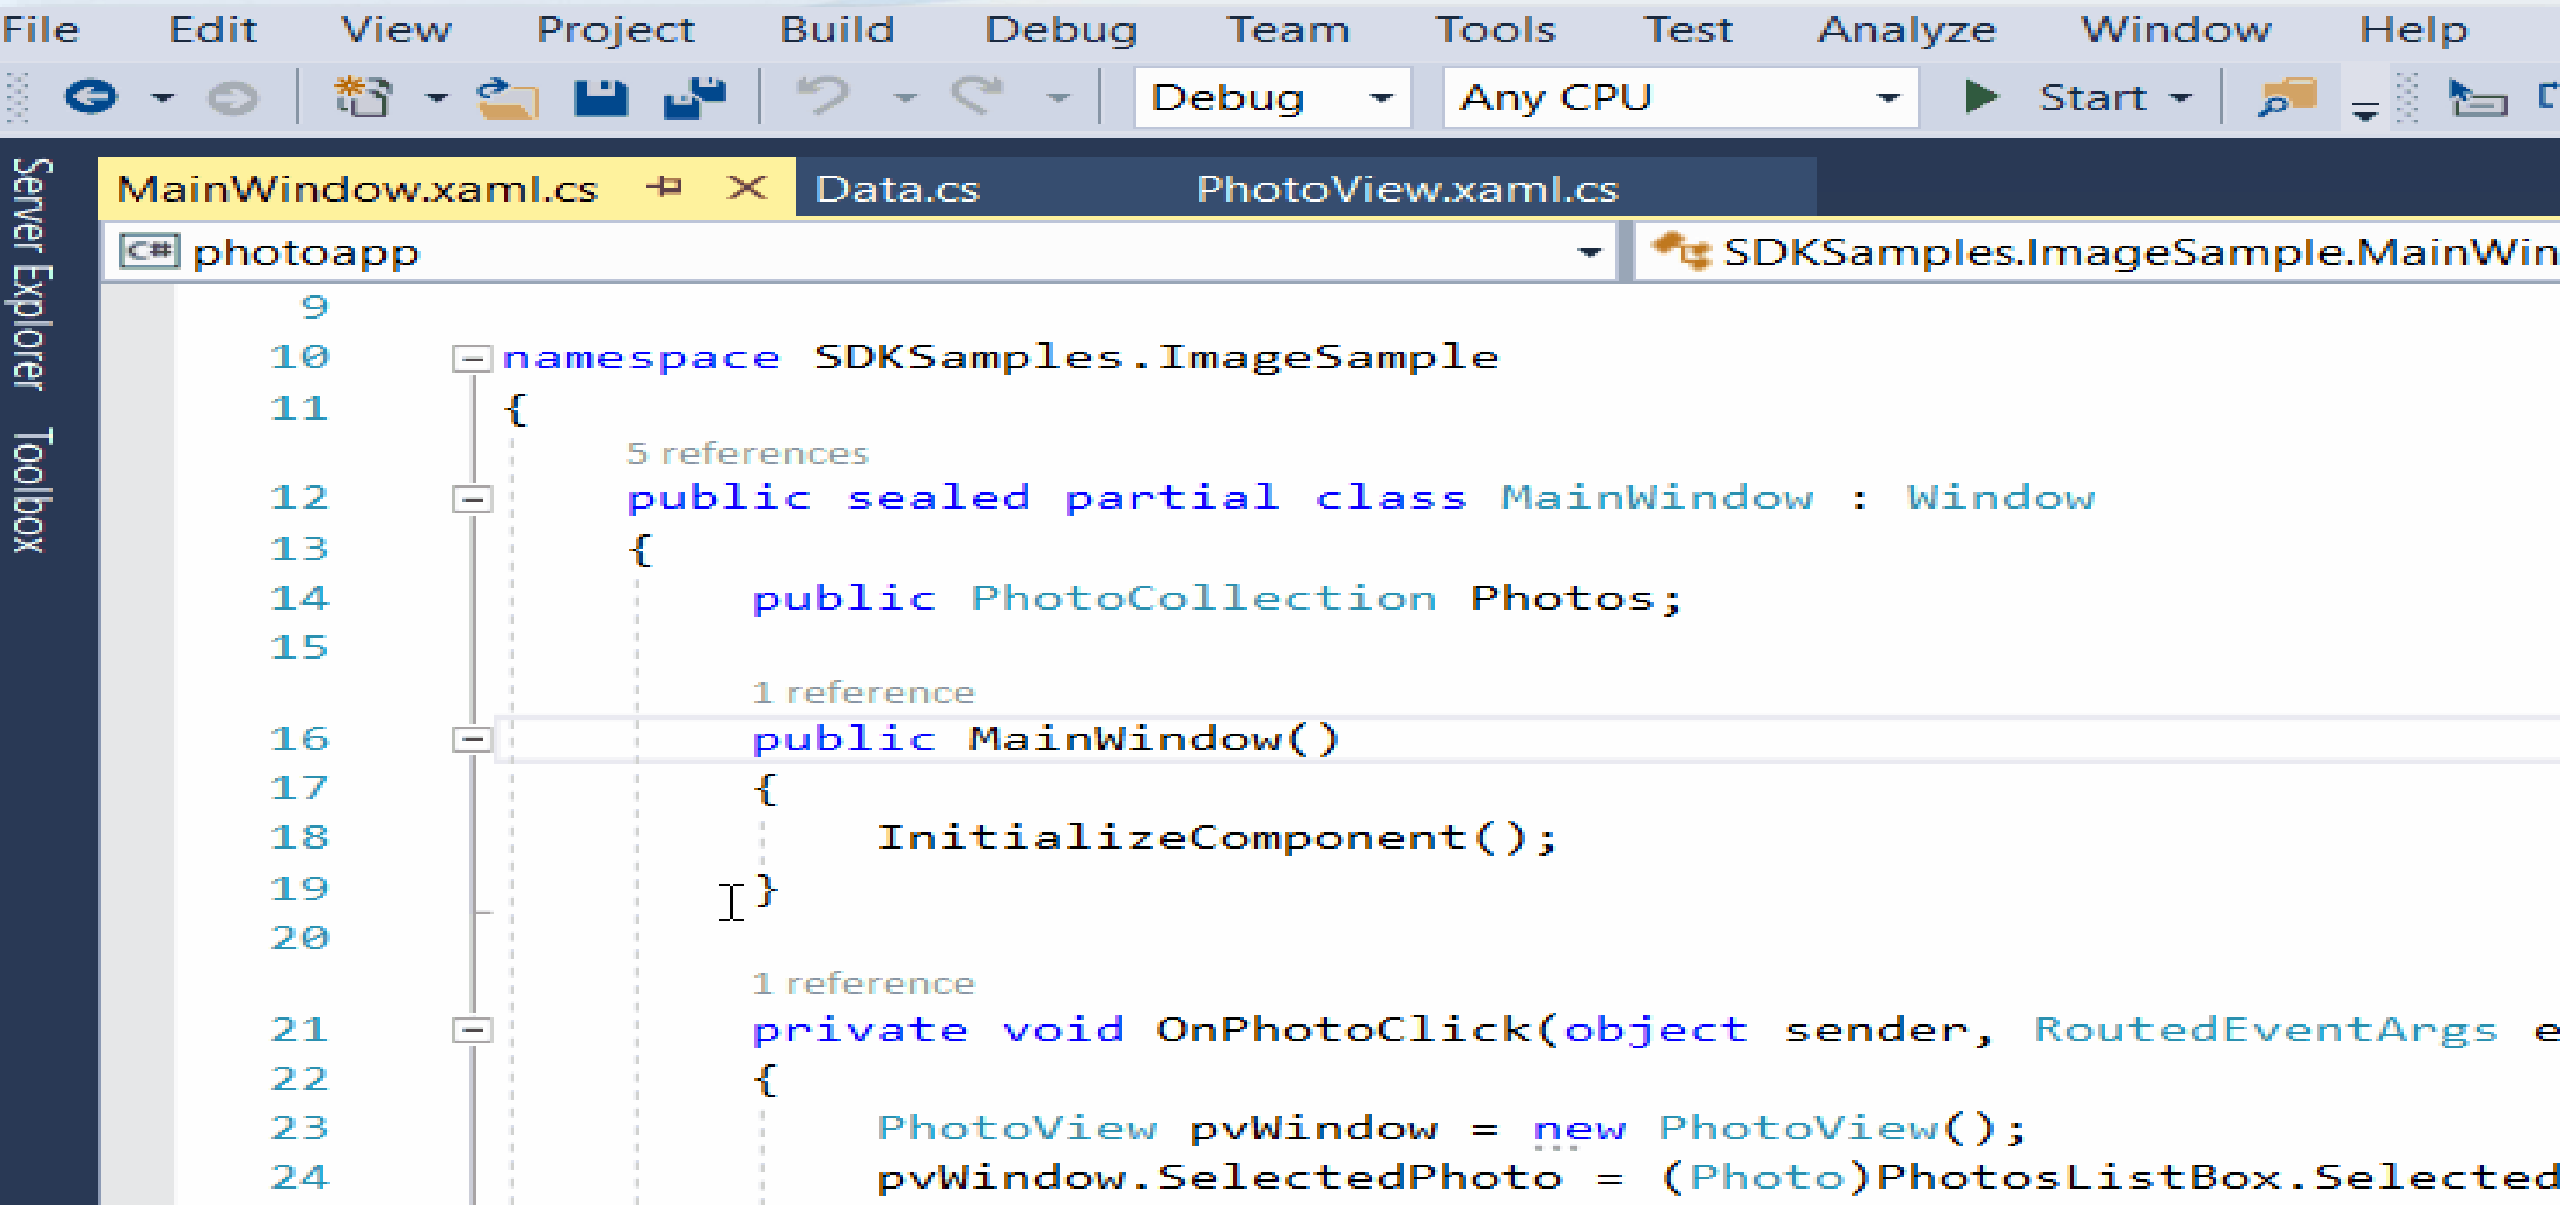 File Edit View Project Build Debug Team Tools Test Analyze Window Help
Debug Any CPU Start
Server Explorer
Toolbox
MainWindow.xaml.cs Data.cs PhotoView.xaml.cs
C# photoapp SDKSamples.ImageSample.MainWin
9
10 namespace SDKSamples.ImageSample
11 {
5 references
12 public sealed partial class MainWindow : Window
13 {
14 public PhotoCollection Photos;
15
1 reference
16 public MainWindow()
17 {
18 InitializeComponent();
19 }
20
1 reference
21 private void OnPhotoClick(object sender, RoutedEventArgs e
22 {
23 PhotoView pvWindow = new PhotoView();
24 pvWindow.SelectedPhoto = (Photo)PhotosListBox.Selected